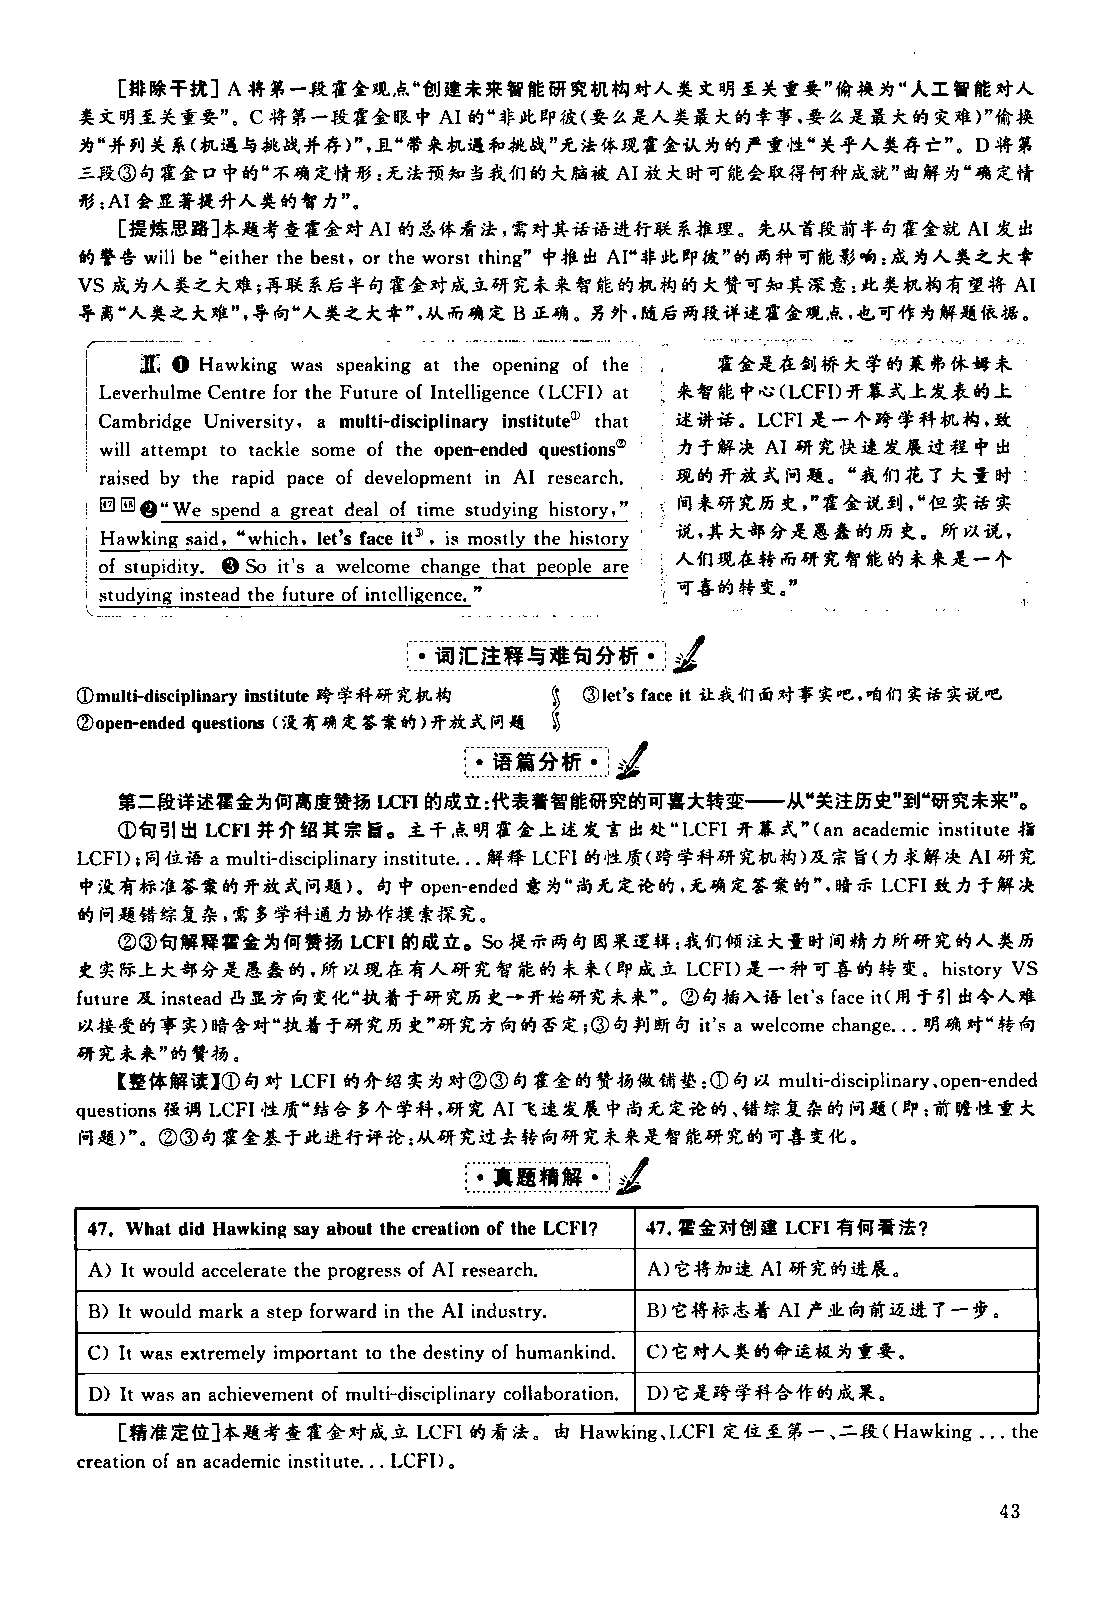 [排除干扰] A 将第一段霍金观点“创建未来智能研究机构对人类文明至关重要”偷换为“人工智能对人
类文明至关重要”。C 将第一段霍金眼中 AI 的“非此即彼(要么是人类最大的幸事,要么是最大的灾难)”偷换
为“并列关系(机遇与挑战并存)”,且“带来机遇和挑战”无法体现霍金认为的严重性“关乎人类存亡”。D 将第
三段③句霍金口中的“不确定情形:无法预知当我们的大脑被 AI 放大时可能会取得何种成就”曲解为“确定情
形:AI 会显著提升人类的智力”。
[提炼思路]本题考查霍金对 AI 的总体看法,需对其话语进行联系推理。先从首段前半句霍金就 AI 发出
的警告 will be “either the best, or the worst thing” 中推出 AI“非此即彼”的两种可能影响:成为人类之大幸
VS 成为人类之大难;再联系后半句霍金对成立研究未来智能的机构的大赞可知其深意:此类机构有望将 AI
导离“人类之大难”,导向“人类之大幸”,从而确定 B 正确。另外,随后两段详述霍金观点,也可作为解题依据。
Ⅱ ❶ Hawking was speaking at the opening of the
Leverhulme Centre for the Future of Intelligence (LCFI) at
Cambridge University, a multi-disciplinary institute① that
will attempt to tackle some of the open-ended questions②
raised by the rapid pace of development in AI research.
47 48 ❷“We spend a great deal of time studying history,”
Hawking said, “which, let's face it③, is mostly the history
of stupidity. ❸ So it's a welcome change that people are
studying instead the future of intelligence.”
霍金是在剑桥大学的莱弗休姆未
来智能中心(LCFI)开幕式上发表的上
述讲话。LCFI 是一个跨学科机构,致
力于解决 AI 研究快速发展过程中出
现的开放式问题。“我们花了大量时
间来研究历史,”霍金说到,“但实话实
说,其大部分是愚蠢的历史。所以说,
人们现在转而研究智能的未来是一个
可喜的转变。”
·词汇注释与难句分析·
①multi-disciplinary institute 跨学科研究机构
②open-ended questions (没有确定答案的)开放式问题
③let's face it 让我们面对事实吧,咱们实话实说吧
·语篇分析·
第二段详述霍金为何高度赞扬 LCFI 的成立:代表着智能研究的可喜大转变——从“关注历史”到“研究未来”。
①句引出 LCFI 并介绍其宗旨。主干点明霍金上述发言出处“LCFI 开幕式”(an academic institute 指
LCFI);同位语 a multi-disciplinary institute... 解释 LCFI 的性质(跨学科研究机构)及宗旨(力求解决 AI 研究
中没有标准答案的开放式问题)。句中 open-ended 意为“尚无定论的,无确定答案的”,暗示 LCFI 致力于解决
的问题错综复杂,需多学科通力协作摸索探究。
②③句解释霍金为何赞扬 LCFI 的成立。So 提示两句因果逻辑:我们倾注大量时间精力所研究的人类历
史实际上大部分是愚蠢的,所以现在有人研究智能的未来(即成立 LCFI)是一种可喜的转变。history VS
future 及 instead 凸显方向变化“执着于研究历史→开始研究未来”。②句插入语 let's face it(用于引出令人难
以接受的事实)暗含对“执着于研究历史”研究方向的否定;③句判断句 it's a welcome change... 明确对“转向
研究未来”的赞扬。
【整体解读】①句对 LCFI 的介绍实为对②③句霍金的赞扬做铺垫:①句以 multi-disciplinary、open-ended
questions 强调 LCFI 性质“结合多个学科,研究 AI 飞速发展中尚无定论的、错综复杂的问题(即:前瞻性重大
问题)”。②③句霍金基于此进行评论:从研究过去转向研究未来是智能研究的可喜变化。
·真题精解·
47. What did Hawking say about the creation of the LCFI? 47.霍金对创建 LCFI 有何看法?
A) It would accelerate the progress of AI research. A)它将加速 AI 研究的进展。
B) It would mark a step forward in the AI industry. B)它将标志着 AI 产业向前迈进了一步。
C) It was extremely important to the destiny of humankind. C)它对人类的命运极为重要。
D) It was an achievement of multi-disciplinary collaboration. D)它是跨学科合作的成果。
[精准定位]本题考查霍金对成立 LCFI 的看法。由 Hawking、LCFI 定位至第一、二段(Hawking ... the
creation of an academic institute... LCFI)。
43